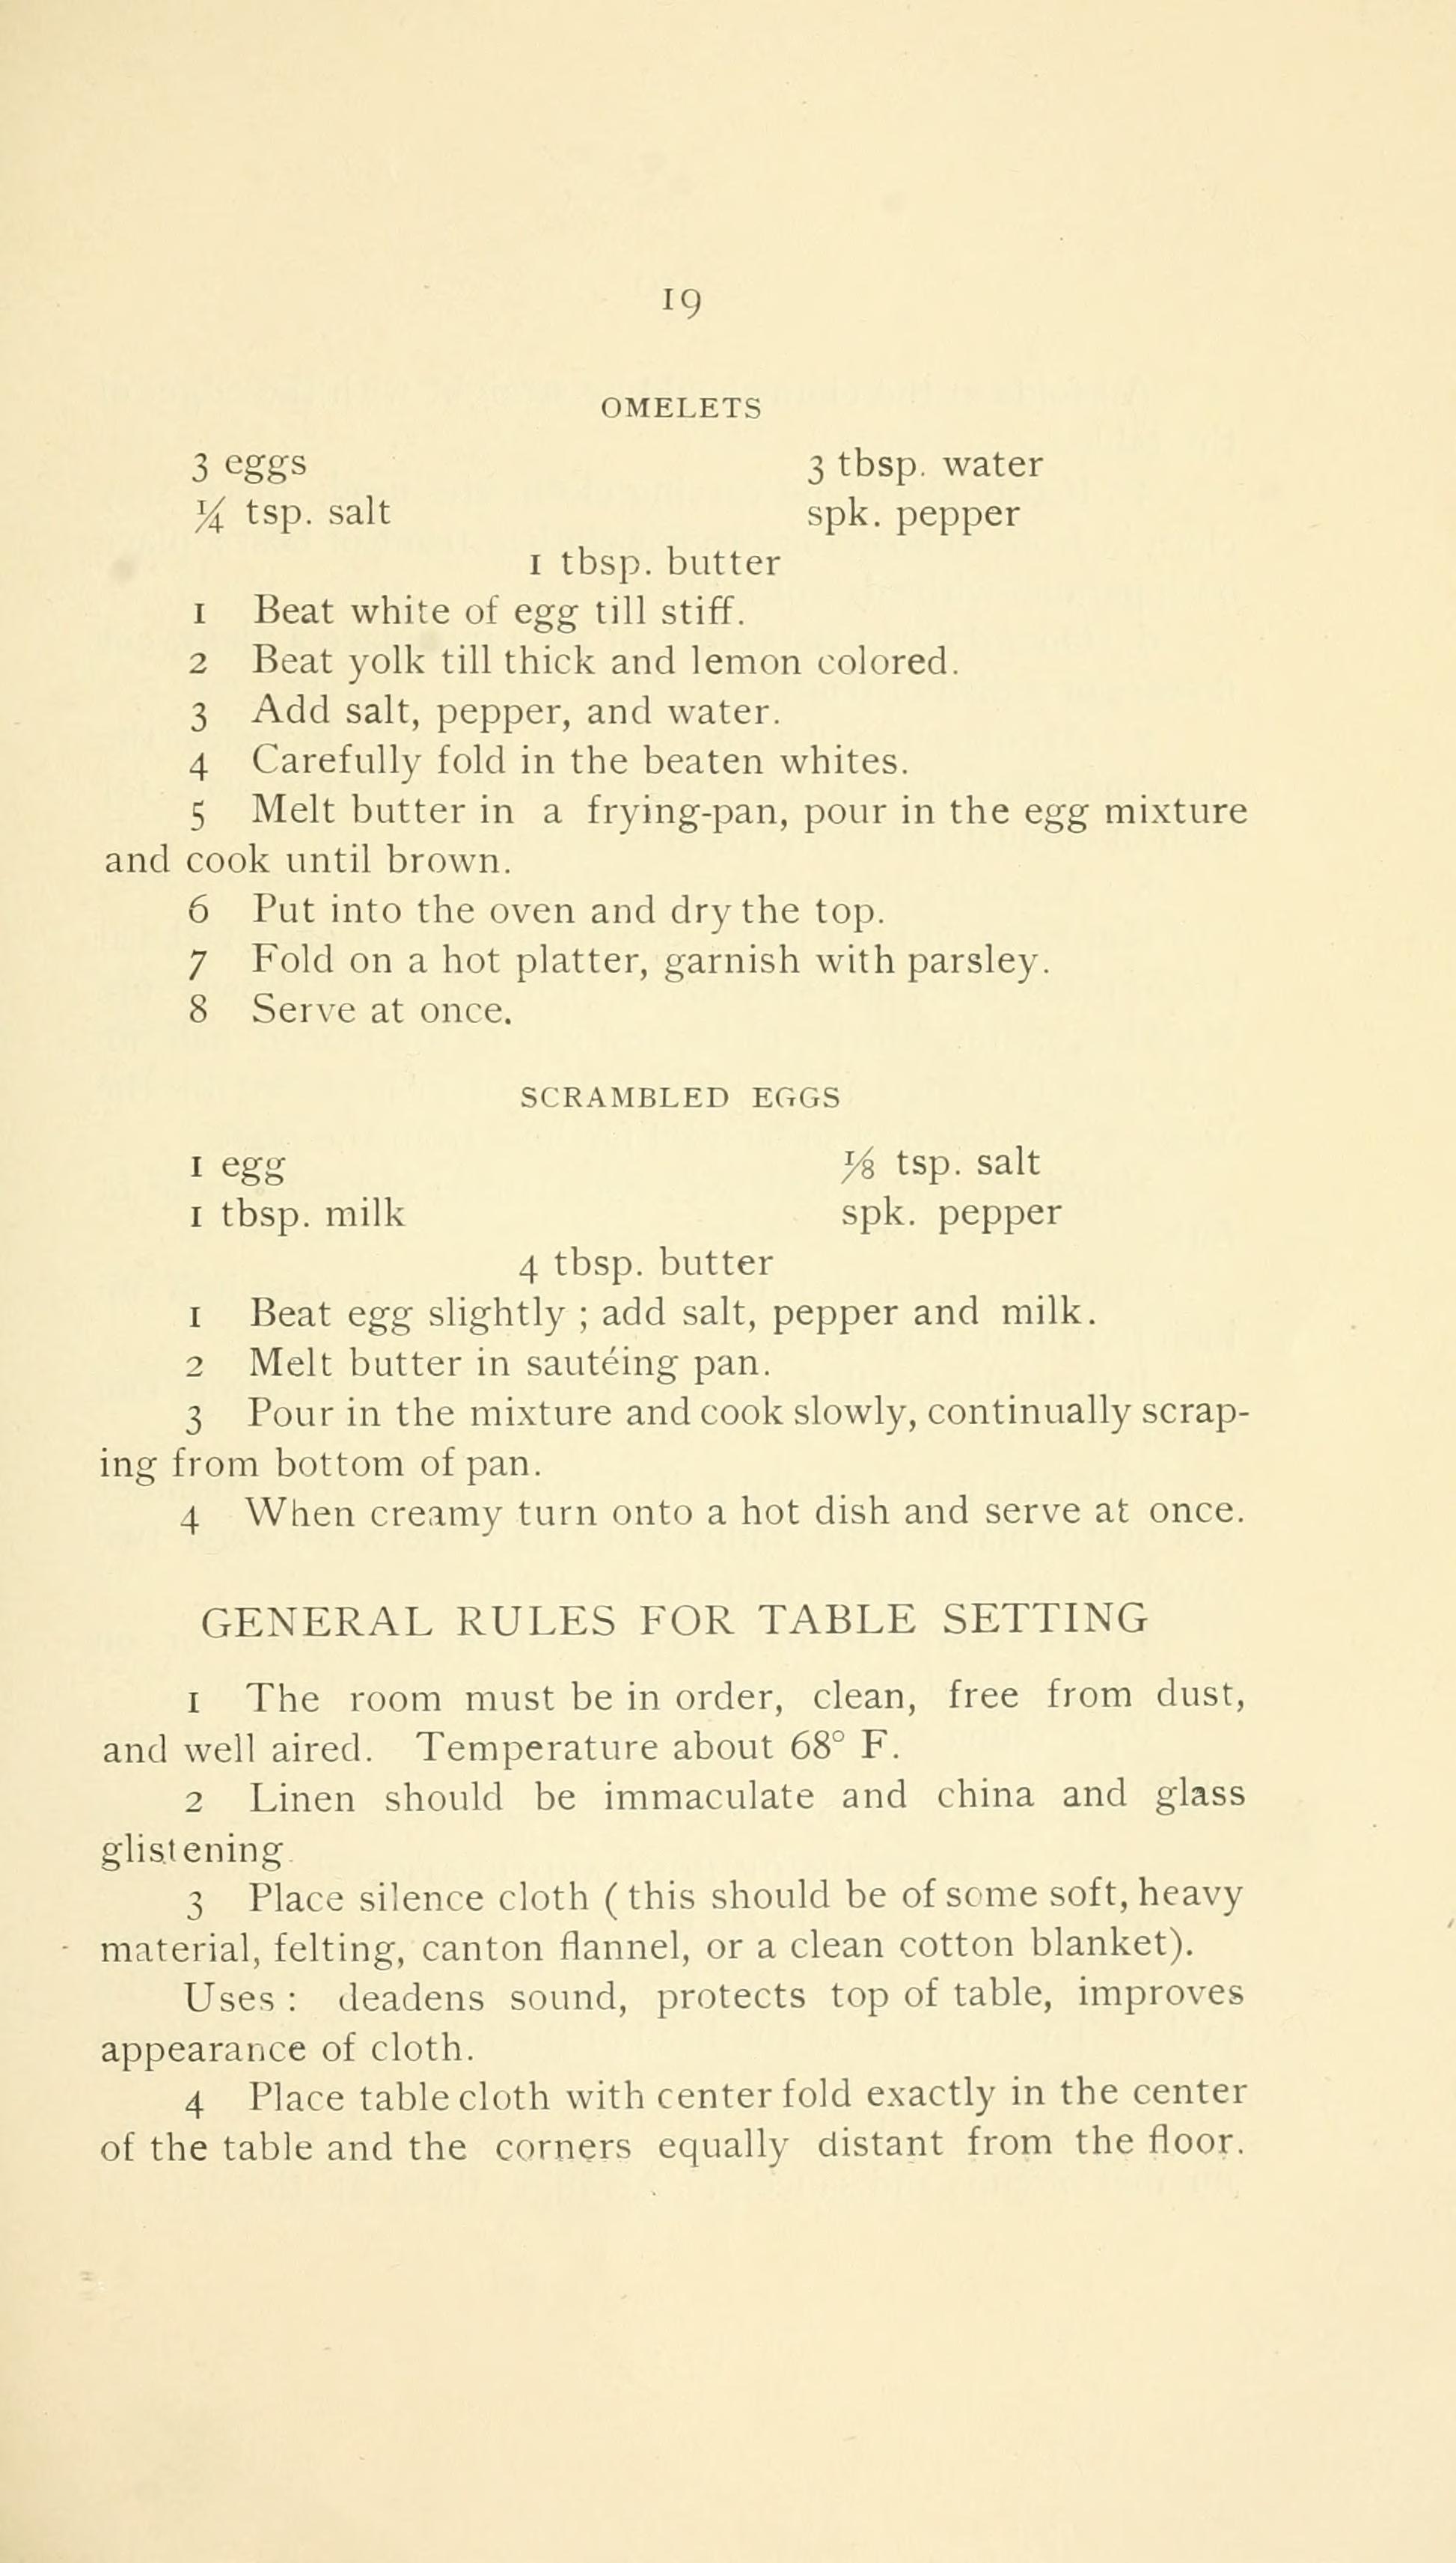 19
OMELETS
3 eggs 3 tbsp. water
¼ tsp. salt spk. pepper
1 tbsp. butter
1 Beat white of egg till stiff.
2 Beat yolk till thick and lemon colored.
3 Add salt, pepper, and water.
4 Carefully fold in the beaten whites.
5 Melt butter in a frying-pan, pour in the egg mixture
and cook until brown.
6 Put into the oven and dry the top.
7 Fold on a hot platter, garnish with parsley.
8 Serve at once.
SCRAMBLED EGGS
1 egg ⅛ tsp. salt
1 tbsp. milk spk. pepper
4 tbsp. butter
1 Beat egg slightly ; add salt, pepper and milk.
2 Melt butter in sautéing pan.
3 Pour in the mixture and cook slowly, continually scrap-
ing from bottom of pan.
4 When creamy turn onto a hot dish and serve at once.
GENERAL RULES FOR TABLE SETTING
1 The room must be in order, clean, free from dust,
and well aired. Temperature about 68° F.
2 Linen should be immaculate and china and glass
glistening.
3 Place silence cloth ( this should be of some soft, heavy
material, felting, canton flannel, or a clean cotton blanket).
Uses : deadens sound, protects top of table, improves
appearance of cloth.
4 Place table cloth with center fold exactly in the center
of the table and the corners equally distant from the floor.